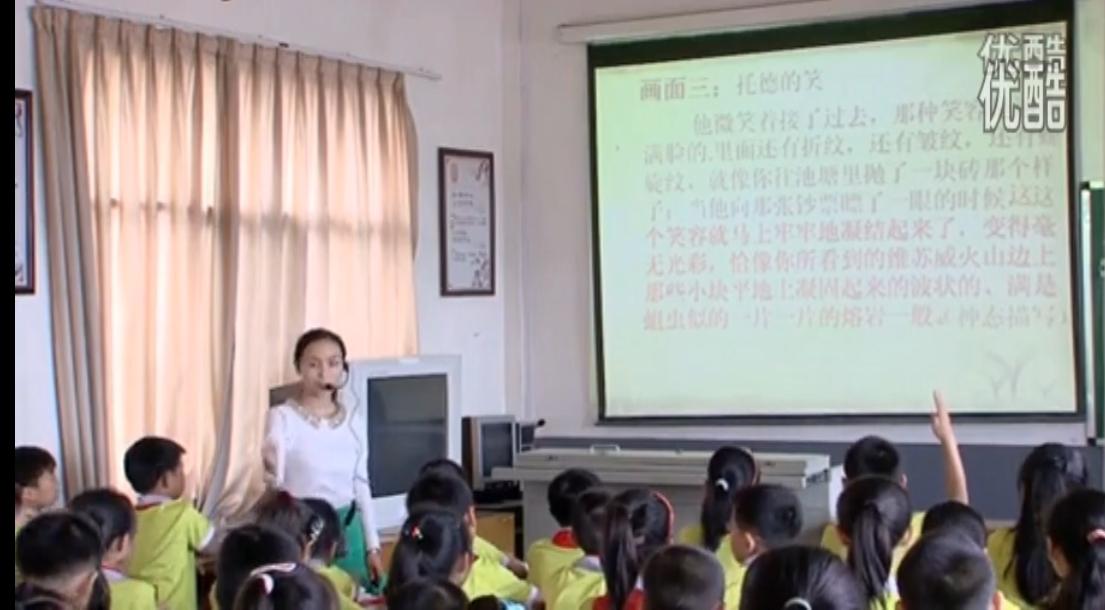 优酷
画面三：托德的笑
他微笑着接了过去，那种笑容
满脸的.里面还有折纹，还有皱纹，还有
旋纹，就像你往池塘里抛了一块砖那个样
子；当他向那张钞票瞟了一眼的时候这这
个笑容就马上牢牢地凝结起来了，变得毫
无光彩，恰像你所看到的维苏威火山边上
那些小块平地上凝固起来的波状的、满是
蛆虫似的一片一片的熔岩一般